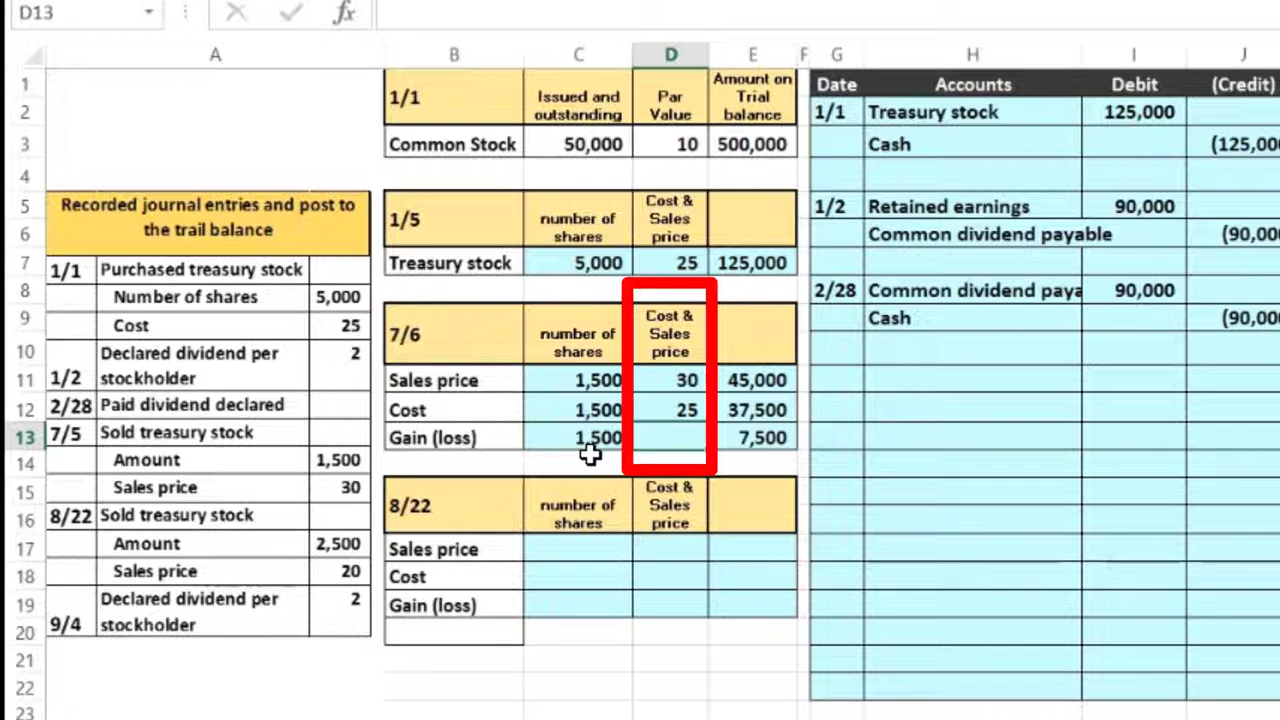 D13
fx
A B C D E F G H I J
1
2
3
4
5
6
7
8
9
10
11
12
13
14
15
16
17
18
19
20
21
22
23
Recorded journal entries and post to
the trail balance
1/1 Purchased treasury stock
Number of shares 5,000
Cost 25
Declared dividend per 2
1/2 stockholder
2/28 Paid dividend declared
7/5 Sold treasury stock
Amount 1,500
Sales price 30
8/22 Sold treasury stock
Amount 2,500
Sales price 20
Declared dividend per 2
9/4 stockholder
1/1
Issued and
outstanding
Par
Value
Amount on
Trial
balance
Common Stock 50,000 10 500,000
1/5
number of
shares
Cost &
Sales
price
Treasury stock 5,000 25 125,000
7/6
number of
shares
Cost &
Sales
price
Sales price 1,500 30 45,000
Cost 1,500 25 37,500
Gain (loss) 1,500 7,500
8/22
number of
shares
Cost &
Sales
price
Sales price
Cost
Gain (loss)
Date Accounts Debit (Credit)
1/1 Treasury stock 125,000
Cash (125,000
1/2 Retained earnings 90,000
Common dividend payable (90,00
2/28 Common dividend paya 90,000
Cash (90,00